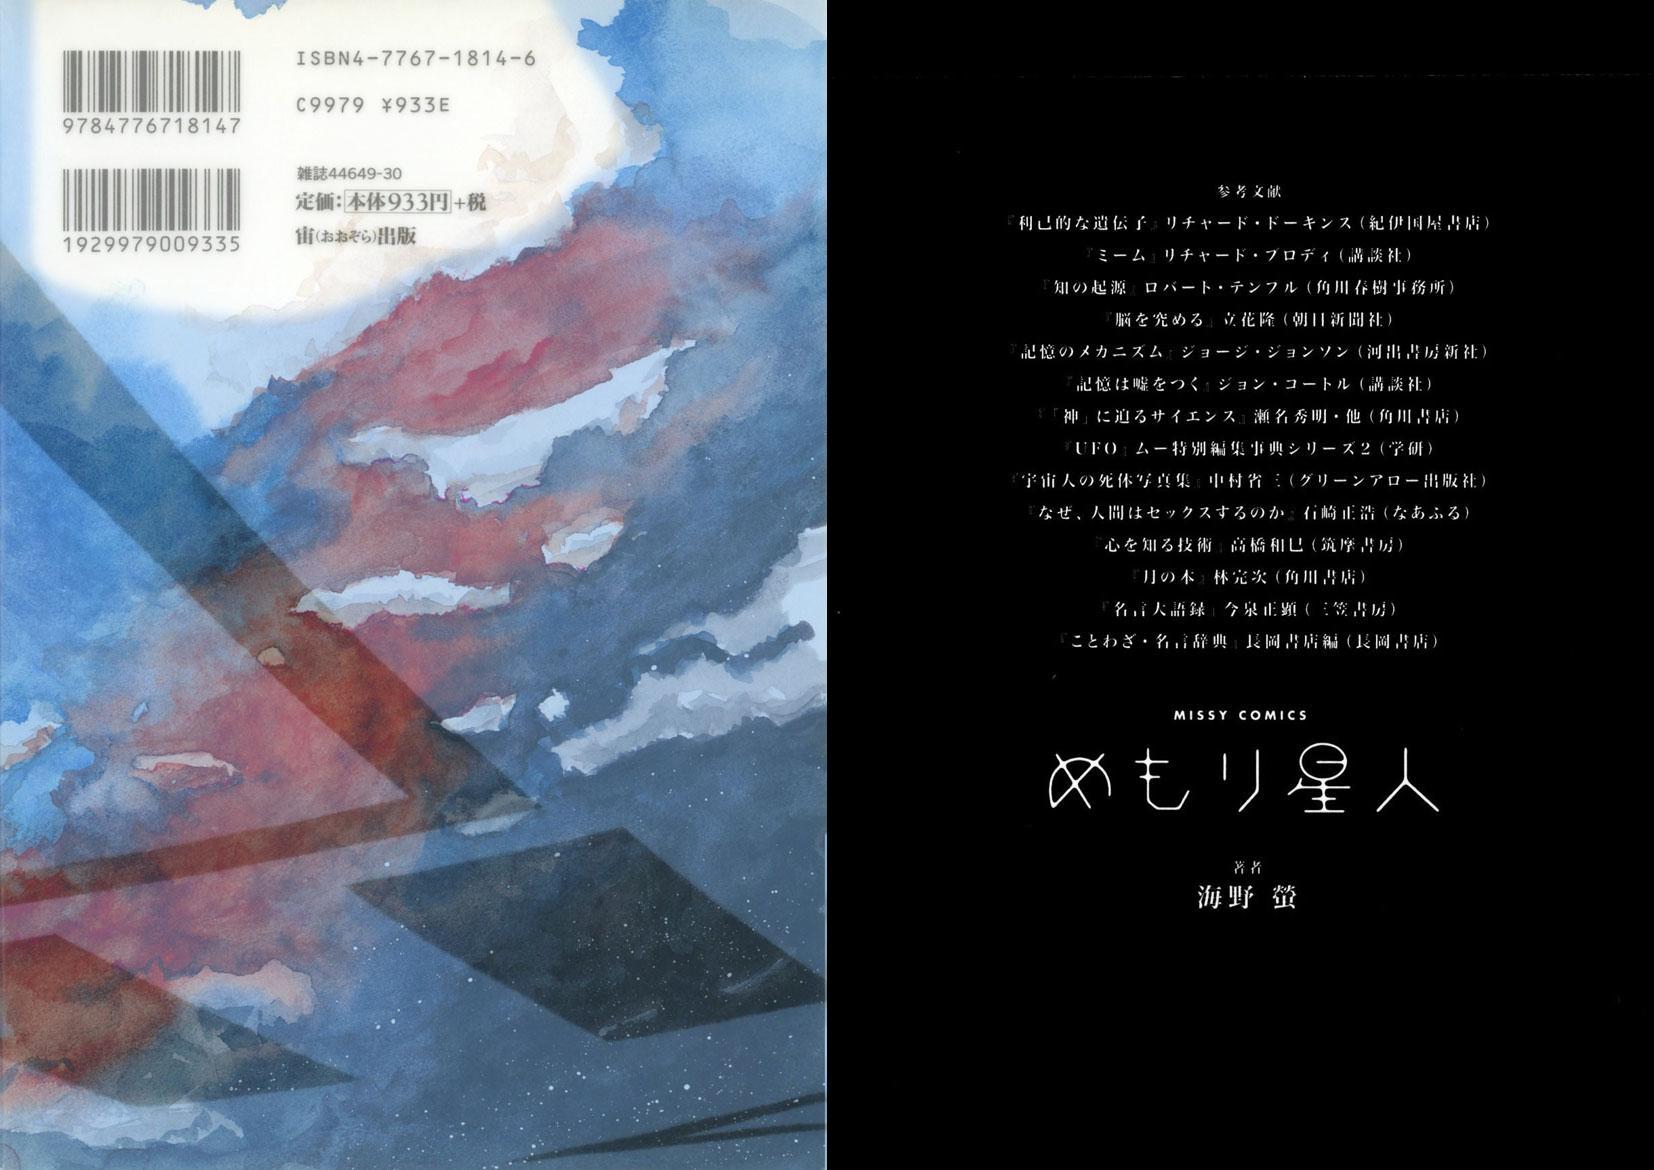 ISBN4-7767-1814-6
C9979 ¥933E
9784776718147
雑誌44649-30
定価:本体933円+税
宙(おおぞら)出版
1929979009335
参考文献
『利己的な遺伝子』リチャード・ドーキンス(紀伊国屋書店)
『ミーム』リチャード・ブロディ(講談社)
『知の起源』ロバート・テンプル(角川春樹事務所)
『脳を究める』立花隆(朝日新聞社)
『記憶のメカニズム』ジョージ・ジョンソン(河出書房新社)
『記憶は嘘をつく』ジョン・コートル(講談社)
『「神」に迫るサイエンス』瀬名秀明・他(角川書店)
『UFO』ムー特別編集事典シリーズ2(学研)
『宇宙人の死体写真集』中村省三(グリーンアロー出版社)
『なぜ、人間はセックスするのか』石崎正浩(なあぷる)
『心を知る技術』高橋和巳(筑摩書房)
『月の本』林完次(角川書店)
『名言大語録』今泉正顕(三笠書房)
『ことわざ・名言辞典』長岡書店編(長岡書店)
MISSY COMICS
めもり星人
著者
海野 螢